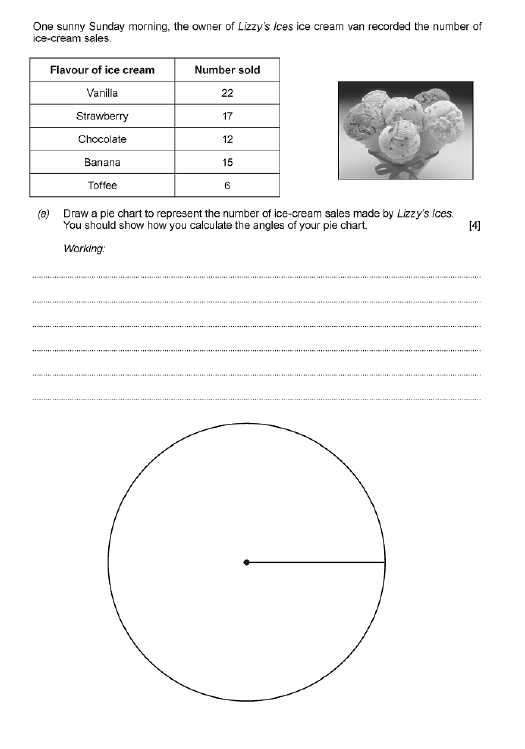 One sunny Sunday morning, the owner of Lizzy's Ices ice cream van recorded the number of
ice-cream sales.
Flavour of ice cream Number sold
Vanilla 22
Strawberry 17
Chocolate 12
Banana 15
Toffee 6
(a) Draw a pie chart to represent the number of ice-cream sales made by Lizzy's Ices.
You should show how you calculate the angles of your pie chart. [4]
Working: